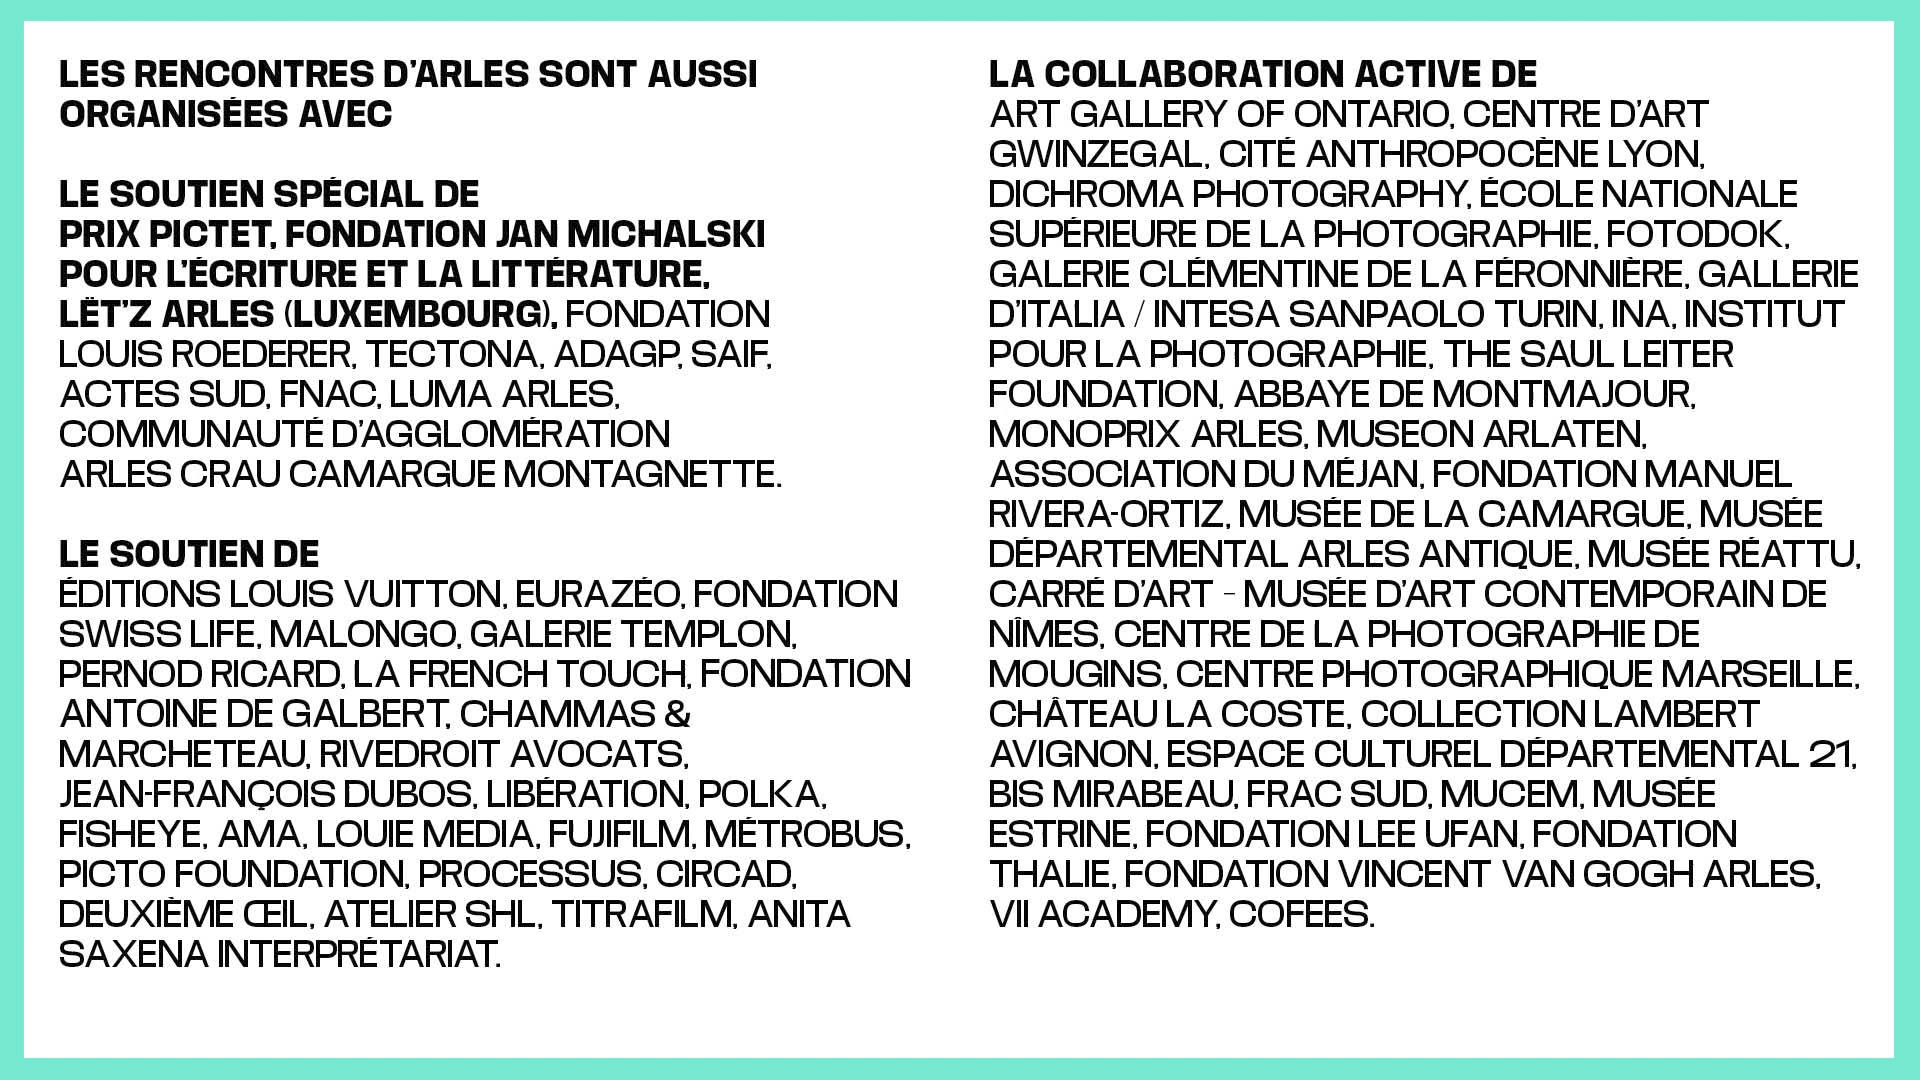 LES RENCONTRES D’ARLES SONT AUSSI
ORGANISÉES AVEC
LE SOUTIEN SPÉCIAL DE
PRIX PICTET, FONDATION JAN MICHALSKI
POUR L’ÉCRITURE ET LA LITTÉRATURE,
LËT’Z ARLES (LUXEMBOURG), FONDATION
LOUIS ROEDERER, TECTONA, ADAGP, SAIF,
ACTES SUD, FNAC, LUMA ARLES,
COMMUNAUTÉ D’AGGLOMÉRATION
ARLES CRAU CAMARGUE MONTAGNETTE.
LE SOUTIEN DE
ÉDITIONS LOUIS VUITTON, EURAZÉO, FONDATION
SWISS LIFE, MALONGO, GALERIE TEMPLON,
PERNOD RICARD, LA FRENCH TOUCH, FONDATION
ANTOINE DE GALBERT, CHAMMAS &
MARCHETEAU, RIVEDROIT AVOCATS,
JEAN-FRANÇOIS DUBOS, LIBÉRATION, POLKA,
FISHEYE, AMA, LOUIE MEDIA, FUJIFILM, MÉTROBUS,
PICTO FOUNDATION, PROCESSUS, CIRCAD,
DEUXIÈME ŒIL, ATELIER SHL, TITRAFILM, ANITA
SAXENA INTERPRÉTARIAT.
LA COLLABORATION ACTIVE DE
ART GALLERY OF ONTARIO, CENTRE D’ART
GWINZEGAL, CITÉ ANTHROPOCÈNE LYON,
DICHROMA PHOTOGRAPHY, ÉCOLE NATIONALE
SUPÉRIEURE DE LA PHOTOGRAPHIE, FOTODOK,
GALERIE CLÉMENTINE DE LA FÉRONNIÈRE, GALLERIE
D’ITALIA / INTESA SANPAOLO TURIN, INA, INSTITUT
POUR LA PHOTOGRAPHIE, THE SAUL LEITER
FOUNDATION, ABBAYE DE MONTMAJOUR,
MONOPRIX ARLES, MUSEON ARLATEN,
ASSOCIATION DU MÉJAN, FONDATION MANUEL
RIVERA-ORTIZ, MUSÉE DE LA CAMARGUE, MUSÉE
DÉPARTEMENTAL ARLES ANTIQUE, MUSÉE RÉATTU,
CARRÉ D’ART – MUSÉE D’ART CONTEMPORAIN DE
NÎMES, CENTRE DE LA PHOTOGRAPHIE DE
MOUGINS, CENTRE PHOTOGRAPHIQUE MARSEILLE,
CHÂTEAU LA COSTE, COLLECTION LAMBERT
AVIGNON, ESPACE CULTUREL DÉPARTEMENTAL 21,
BIS MIRABEAU, FRAC SUD, MUCEM, MUSÉE
ESTRINE, FONDATION LEE UFAN, FONDATION
THALIE, FONDATION VINCENT VAN GOGH ARLES,
VII ACADEMY, COFEES.